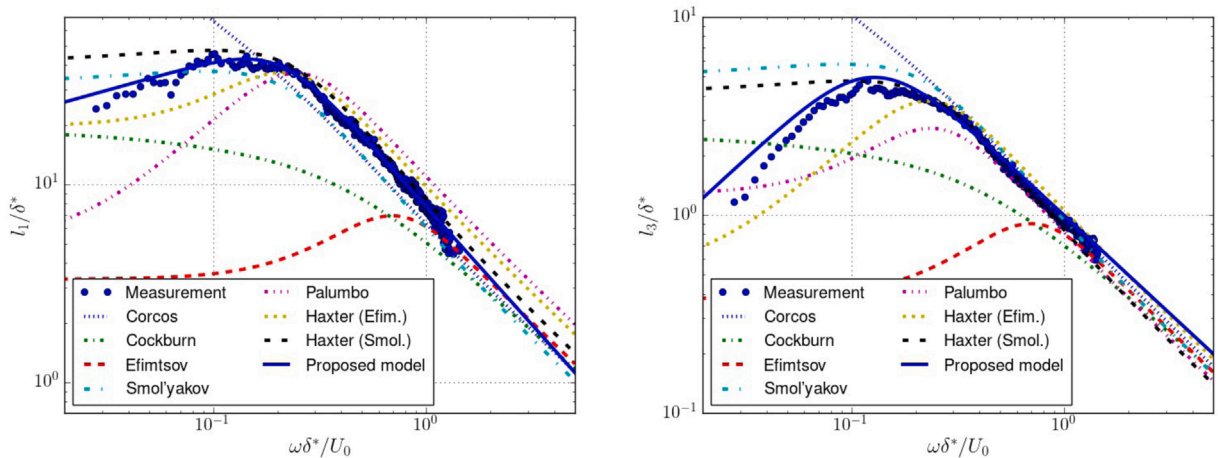 10¹
10⁰
l₁/δ*
10⁻¹
10⁰
ωδ*/U₀
Measurement
Corcos
Cockburn
Efimtsov
Smol'yakov
Palumbo
Haxter (Efim.)
Haxter (Smol.)
Proposed model
10¹
10⁰
10⁻¹
l₃/δ*
10⁻¹
10⁰
ωδ*/U₀
Measurement
Corcos
Cockburn
Efimtsov
Smol'yakov
Palumbo
Haxter (Efim.)
Haxter (Smol.)
Proposed model